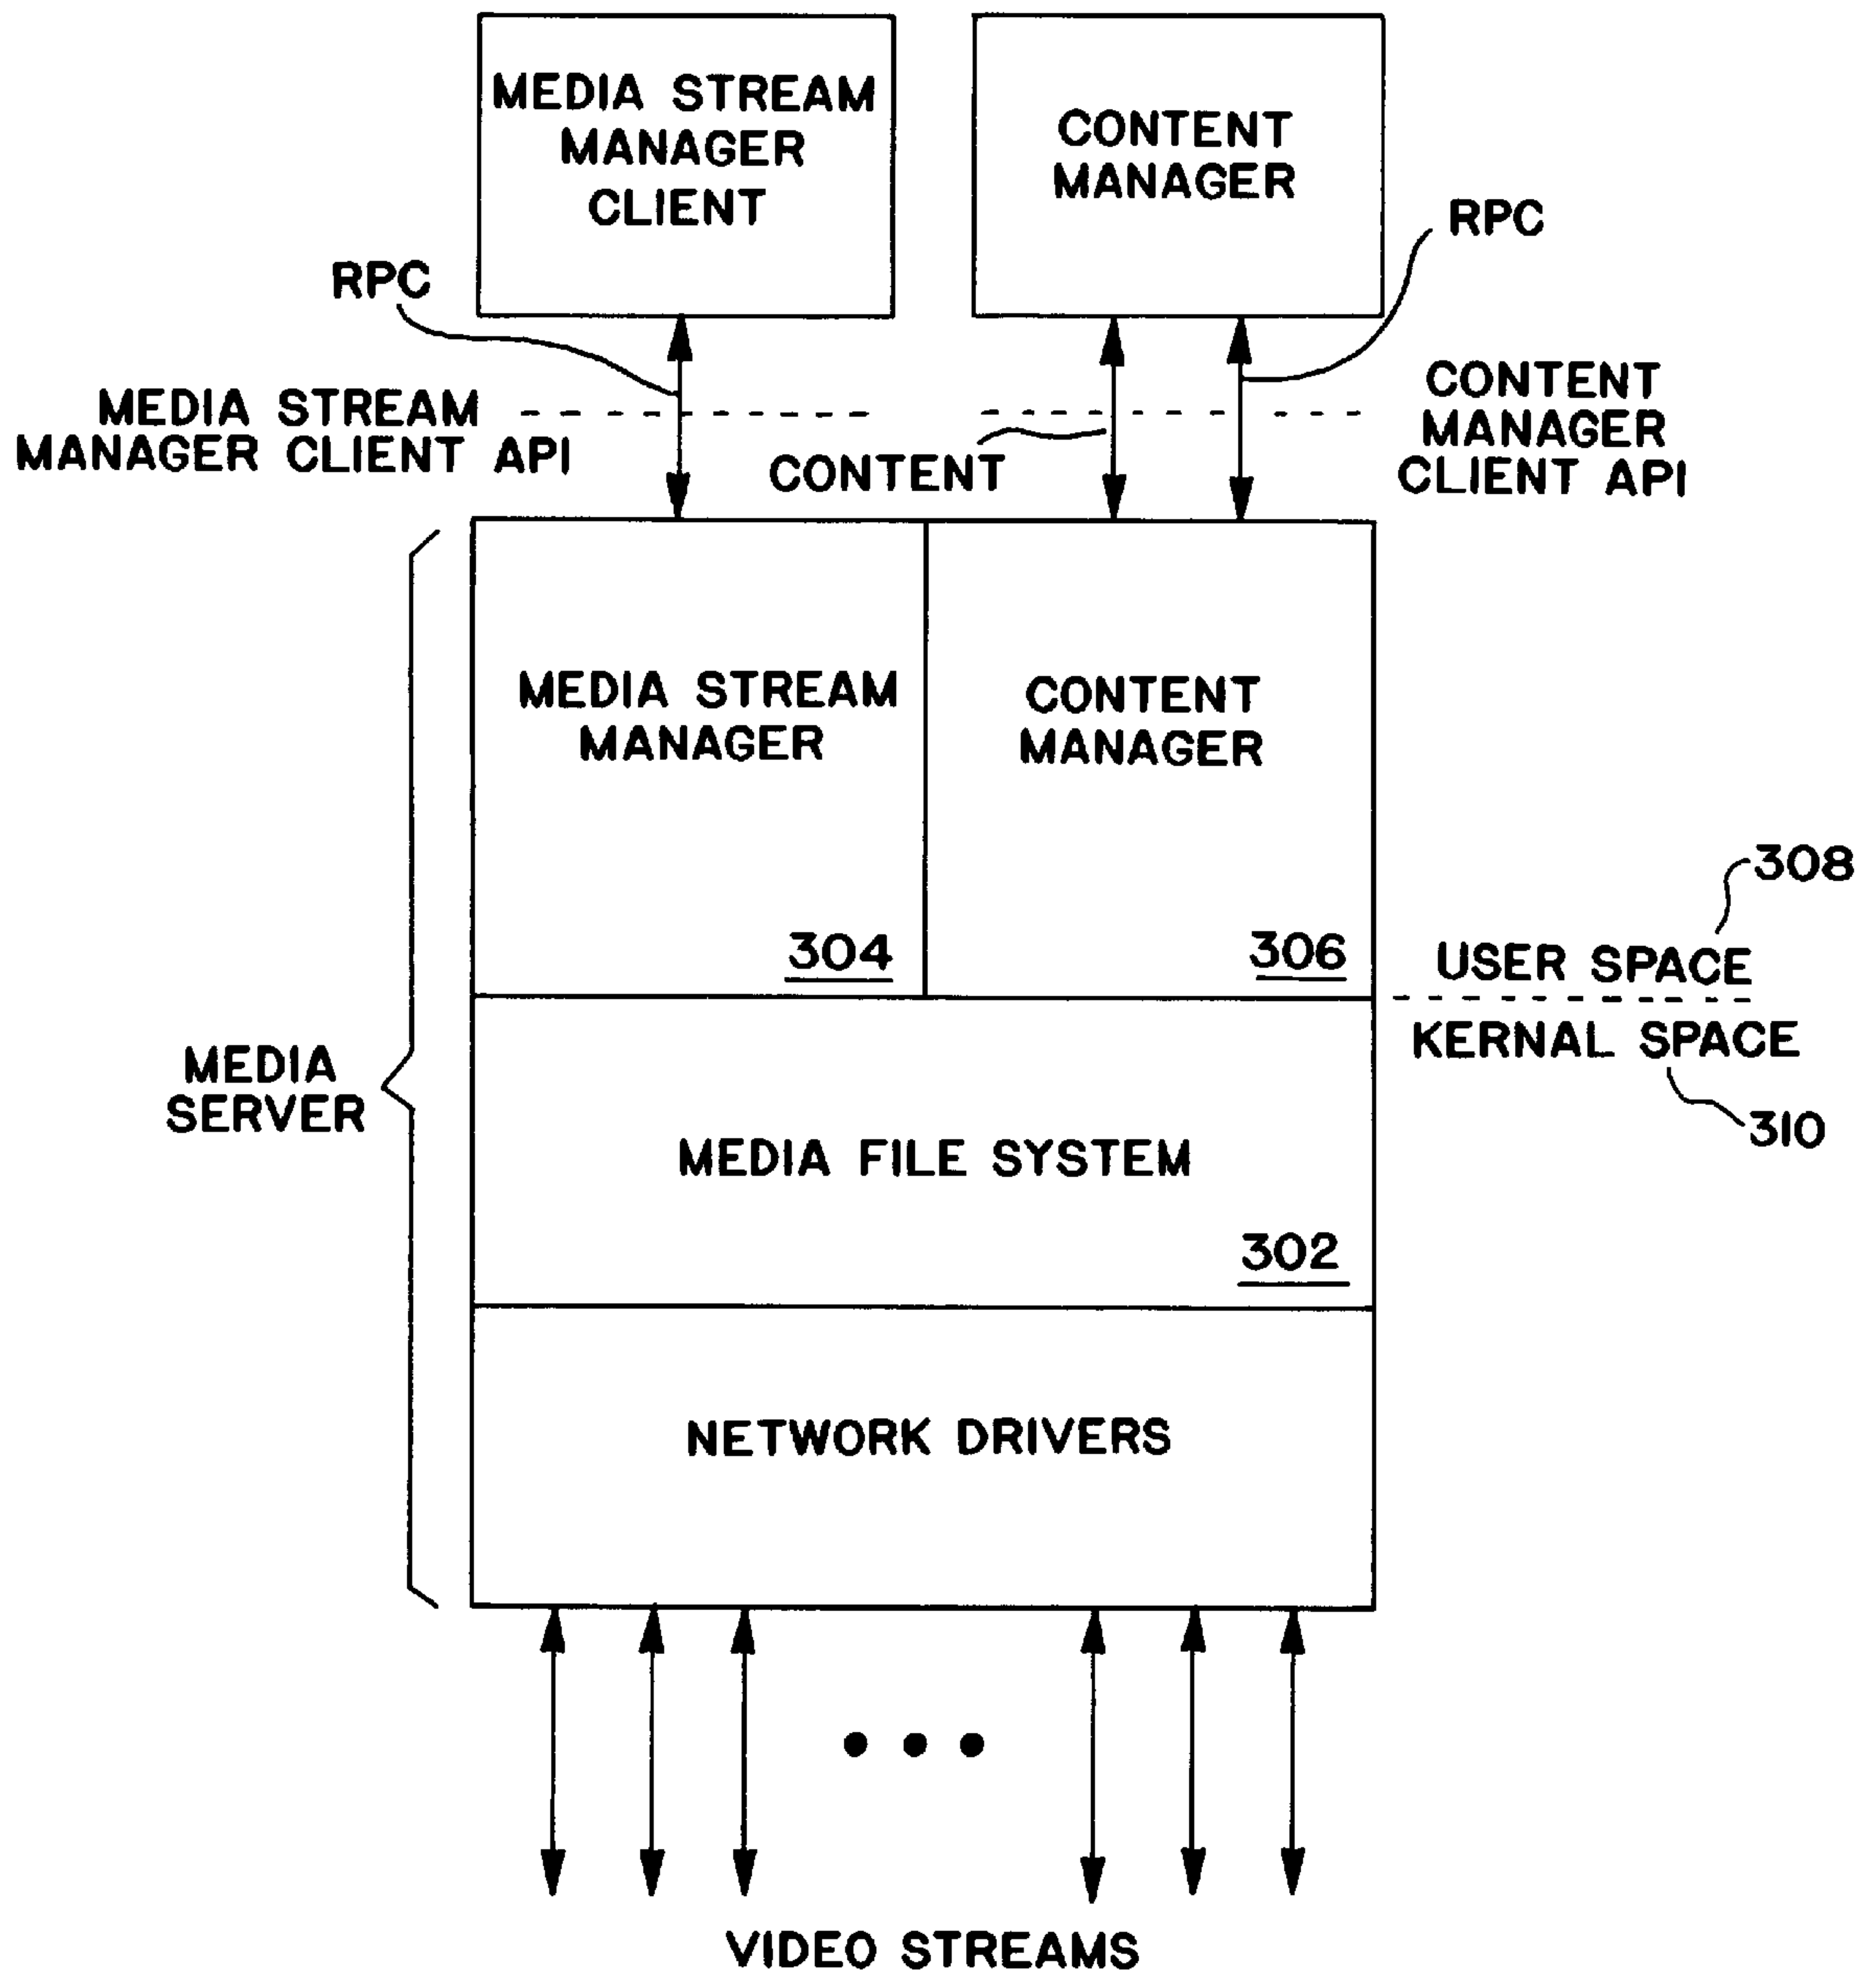 MEDIA STREAM
MANAGER
CLIENT
CONTENT
MANAGER
RPC
RPC
MEDIA STREAM
MANAGER CLIENT API
CONTENT
CONTENT
MANAGER
CLIENT API
MEDIA STREAM
MANAGER
304
CONTENT
MANAGER
306
308
USER SPACE
KERNAL SPACE
310
MEDIA
SERVER
MEDIA FILE SYSTEM
302
NETWORK DRIVERS
VIDEO STREAMS